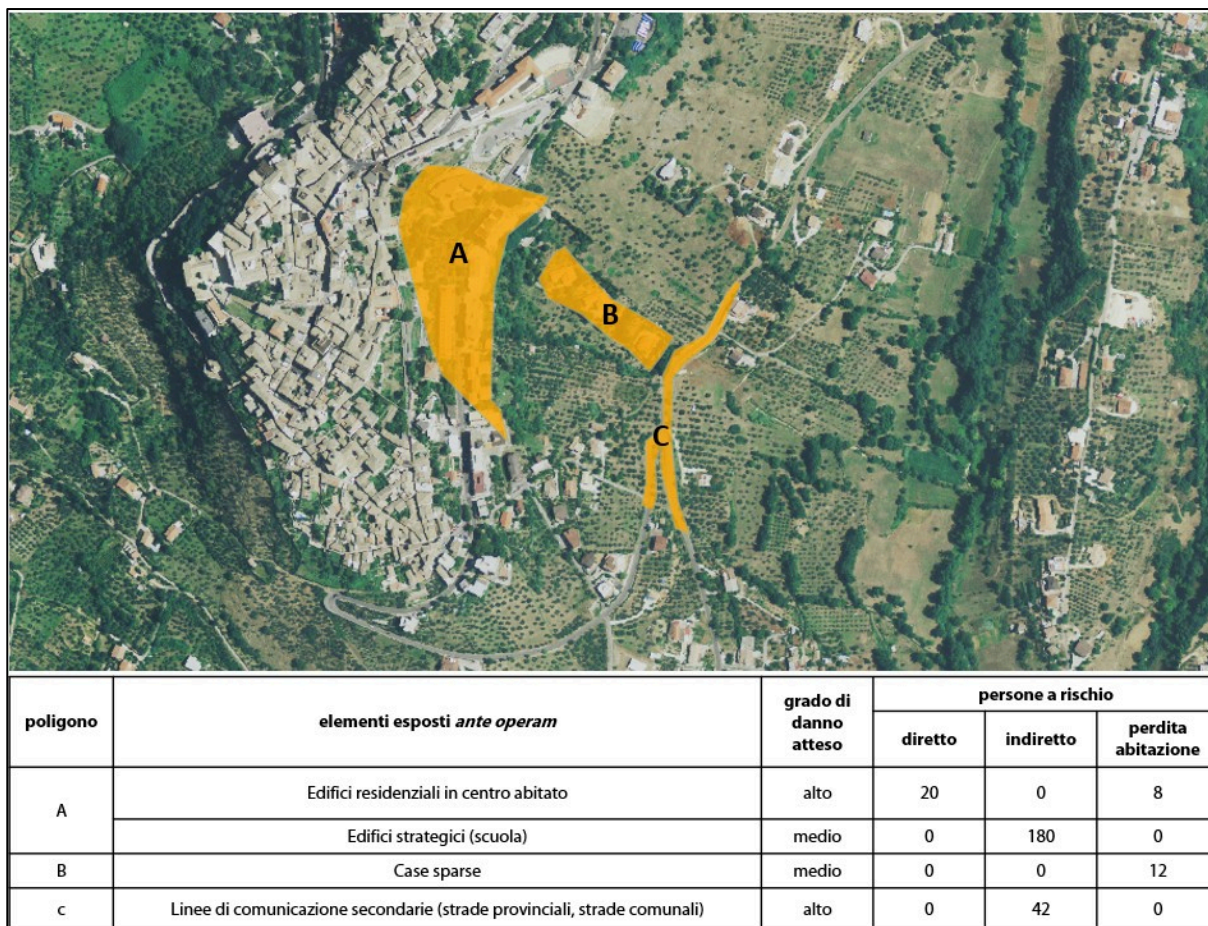 A
B
C
poligono elementi esposti ante operam grado di danno atteso persone a rischio
diretto indiretto perdita abitazione
A Edifici residenziali in centro abitato alto 20 0 8
Edifici strategici (scuola) medio 0 180 0
B Case sparse medio 0 0 12
c Linee di comunicazione secondarie (strade provinciali, strade comunali) alto 0 42 0